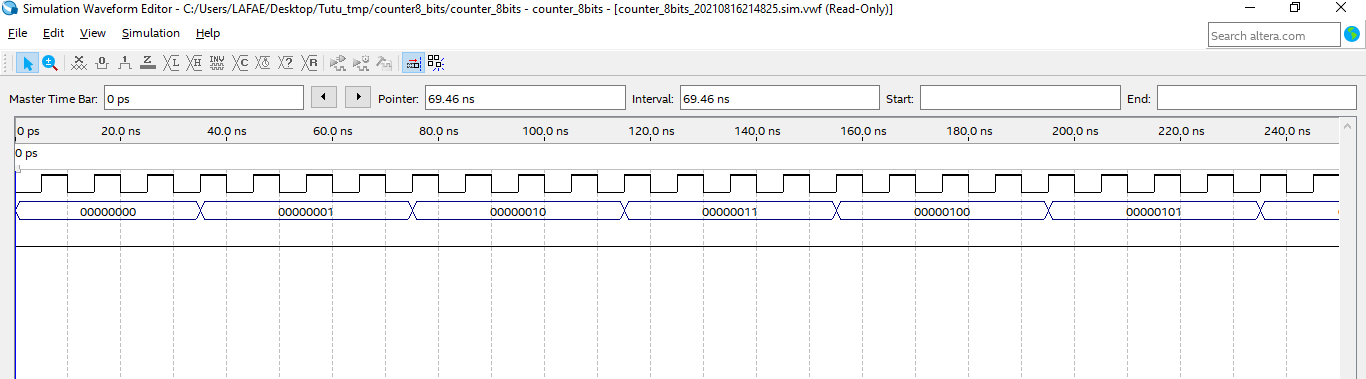 Simulation Waveform Editor - C:/Users/LAFAE/Desktop/Tutu_tmp/counter8_bits/counter_8bits - counter_8bits - [counter_8bits_20210816214825.sim.vwf (Read-Only)]
File Edit View Simulation Help
Search altera.com
Master Time Bar: 0 ps Pointer: 69.46 ns Interval: 69.46 ns Start: End:
0 ps 20.0 ns 40.0 ns 60.0 ns 80.0 ns 100.0 ns 120.0 ns 140.0 ns 160.0 ns 180.0 ns 200.0 ns 220.0 ns 240.0 ns
0 ps
00000000 00000001 00000010 00000011 00000100 00000101